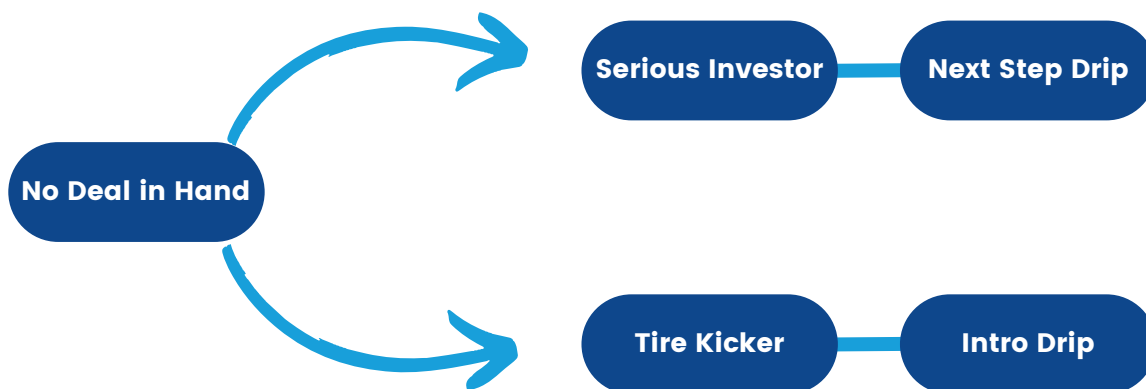 Serious Investor
Next Step Drip
No Deal in Hand
Tire Kicker
Intro Drip